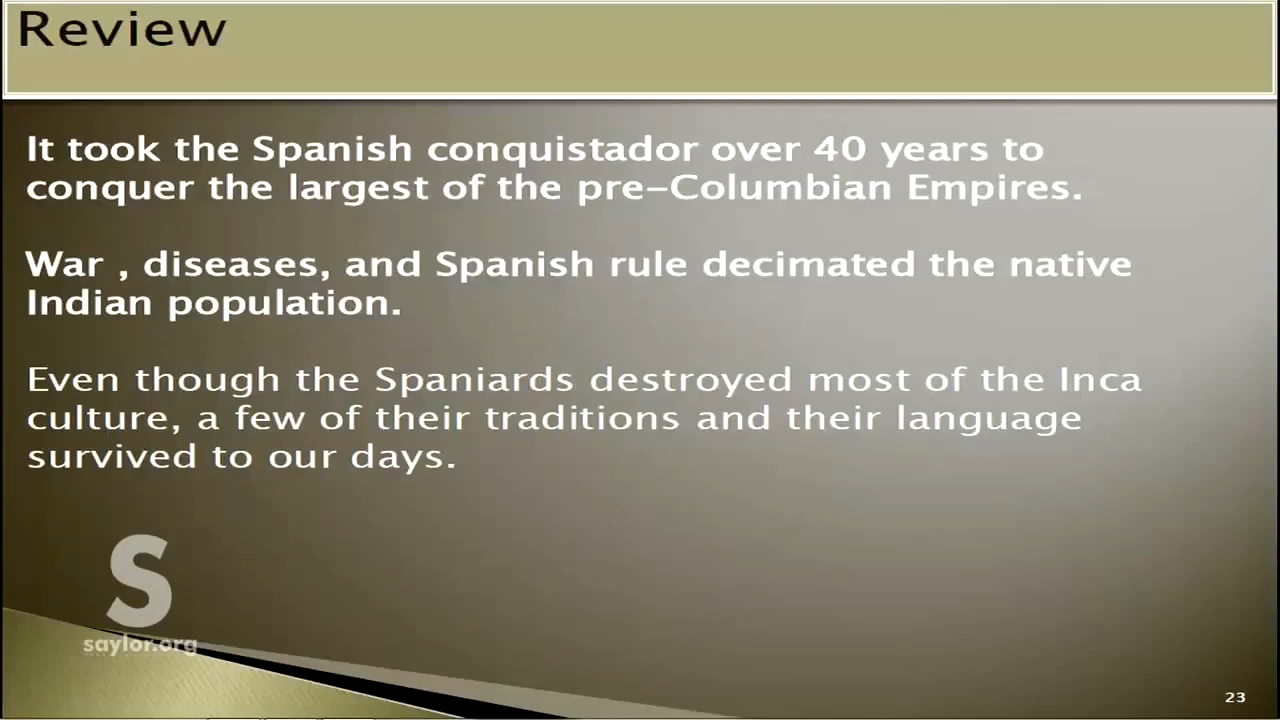 Review
It took the Spanish conquistador over 40 years to
conquer the largest of the pre–Columbian Empires.
War , diseases, and Spanish rule decimated the native
Indian population.
Even though the Spaniards destroyed most of the Inca
culture, a few of their traditions and their language
survived to our days.
S
saylor.org
23